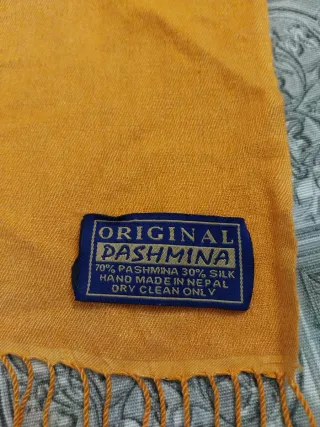 ORIGINAL
PASHMINA
70% PASHMINA 30% SILK
HAND MADE IN NEPAL
DRY CLEAN ONLY